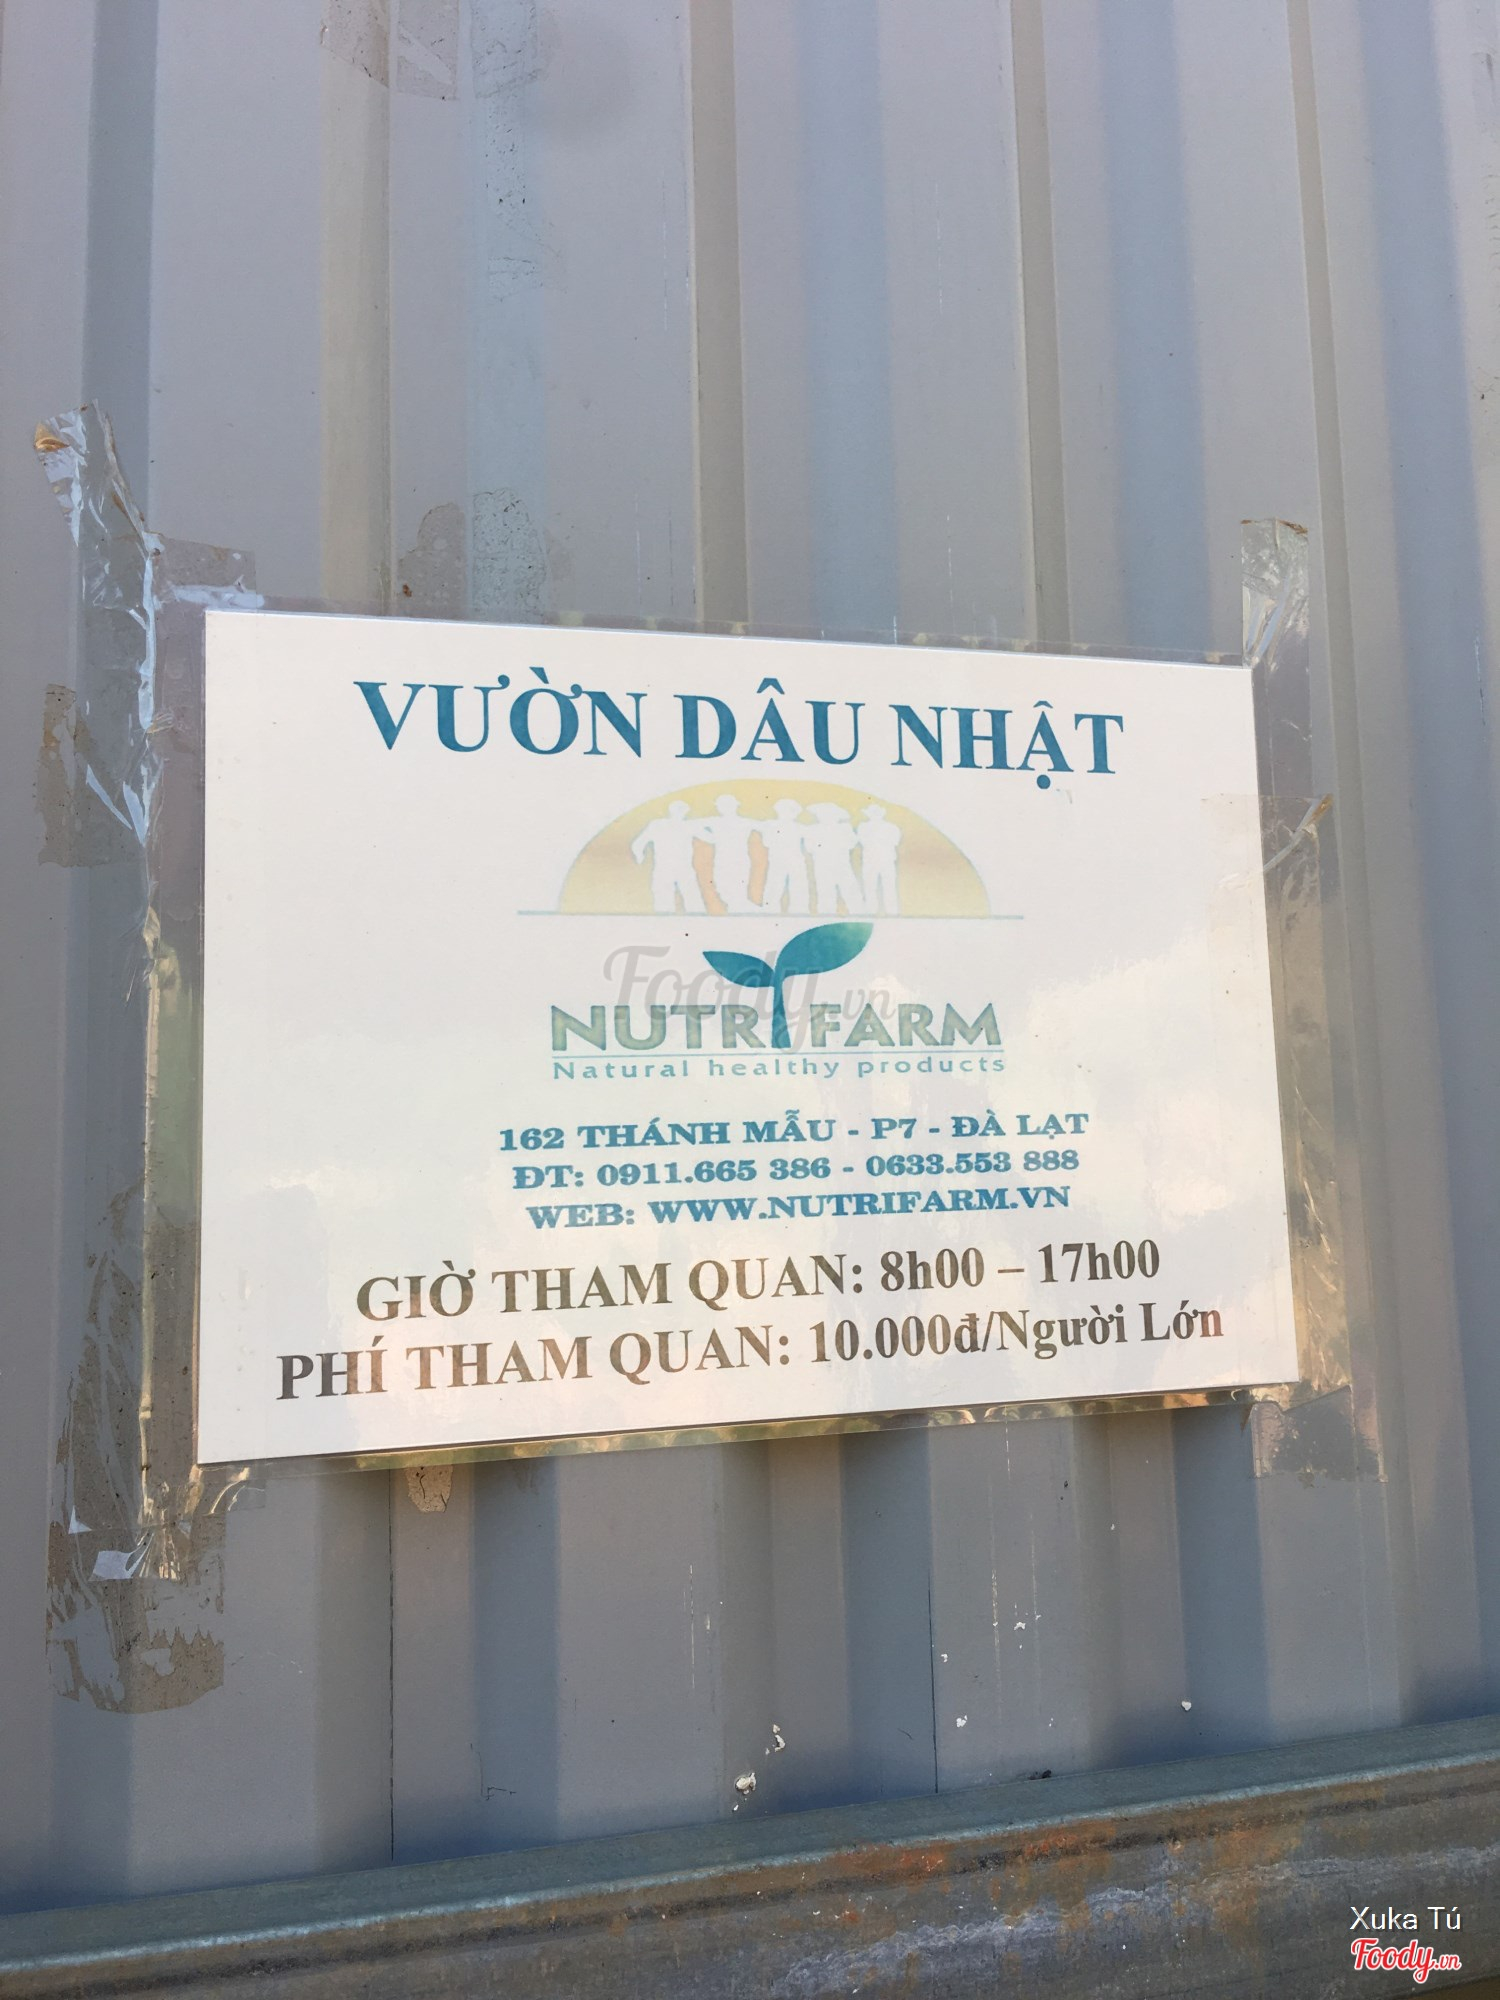 VƯỜN DÂU NHẬT
Foody.vn
NUTRIFARM
Natural healthy products
162 THÁNH MẪU - P7 - ĐÀ LẠT
ĐT: 0911.665 386 - 0633.553 888
WEB: WWW.NUTRIFARM.VN
GIỜ THAM QUAN: 8h00 – 17h00
PHÍ THAM QUAN: 10.000đ/Người Lớn
Xuka Tú
Foody.vn